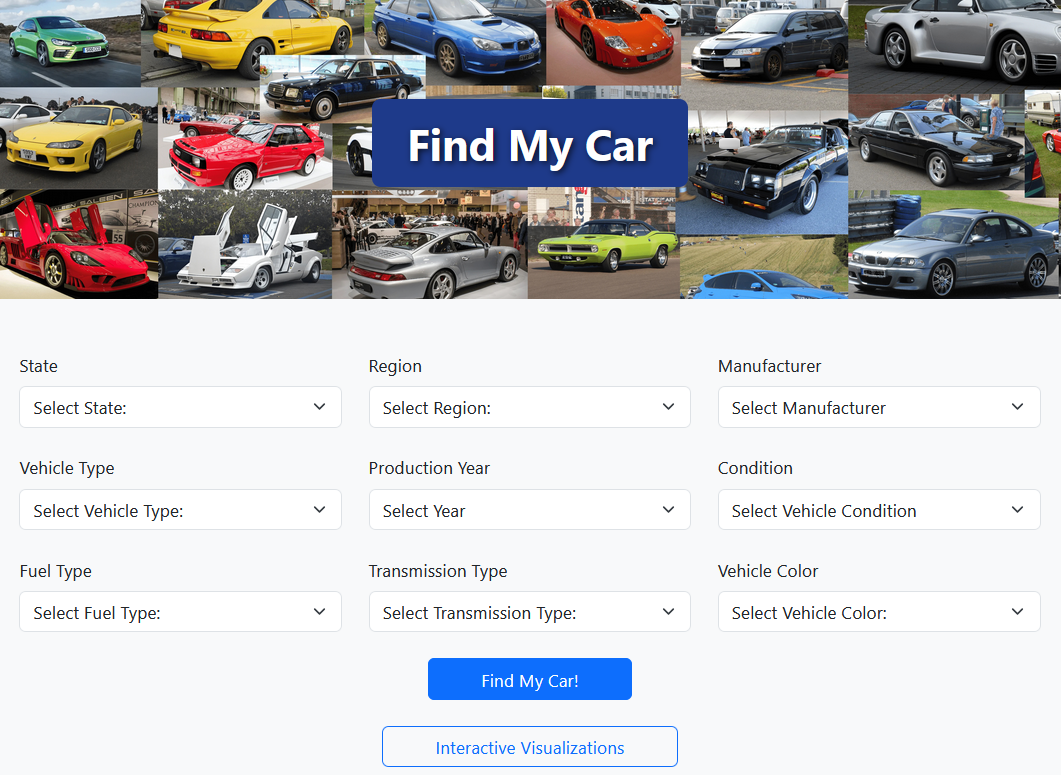 Find My Car
State
Region
Manufacturer
Select State:
Select Region:
Select Manufacturer
Vehicle Type
Production Year
Condition
Select Vehicle Type:
Select Year
Select Vehicle Condition
Fuel Type
Transmission Type
Vehicle Color
Select Fuel Type:
Select Transmission Type:
Select Vehicle Color:
Find My Car!
Interactive Visualizations